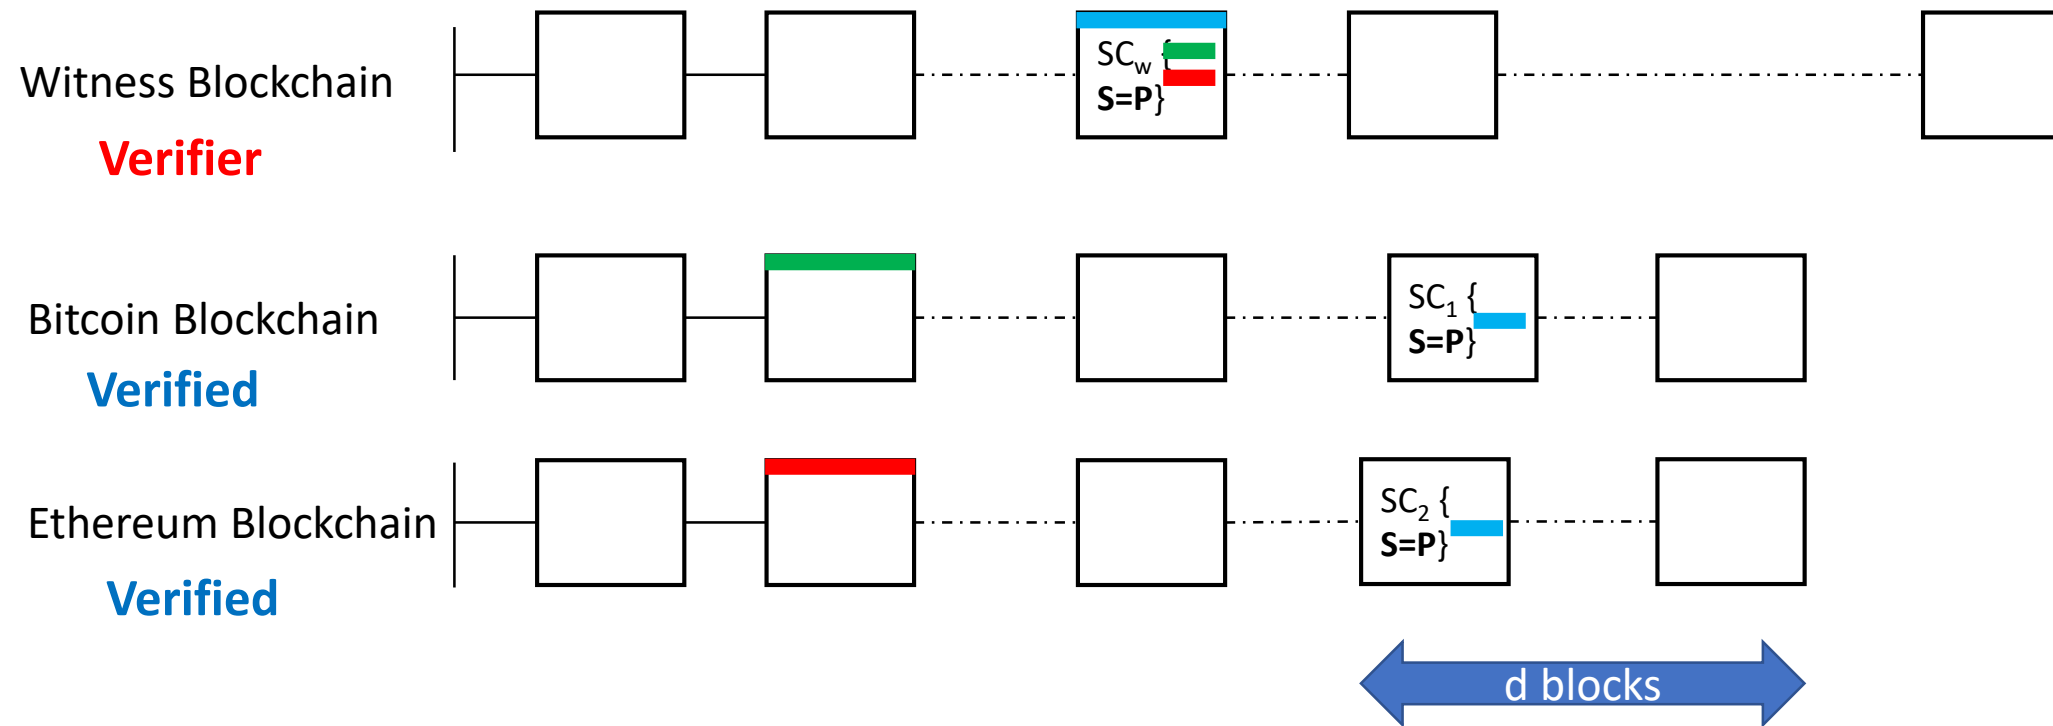 Witness Blockchain
Verifier
SCw {
S=P}
Bitcoin Blockchain
Verified
SC1 {
S=P}
Ethereum Blockchain
Verified
SC2 {
S=P}
d blocks